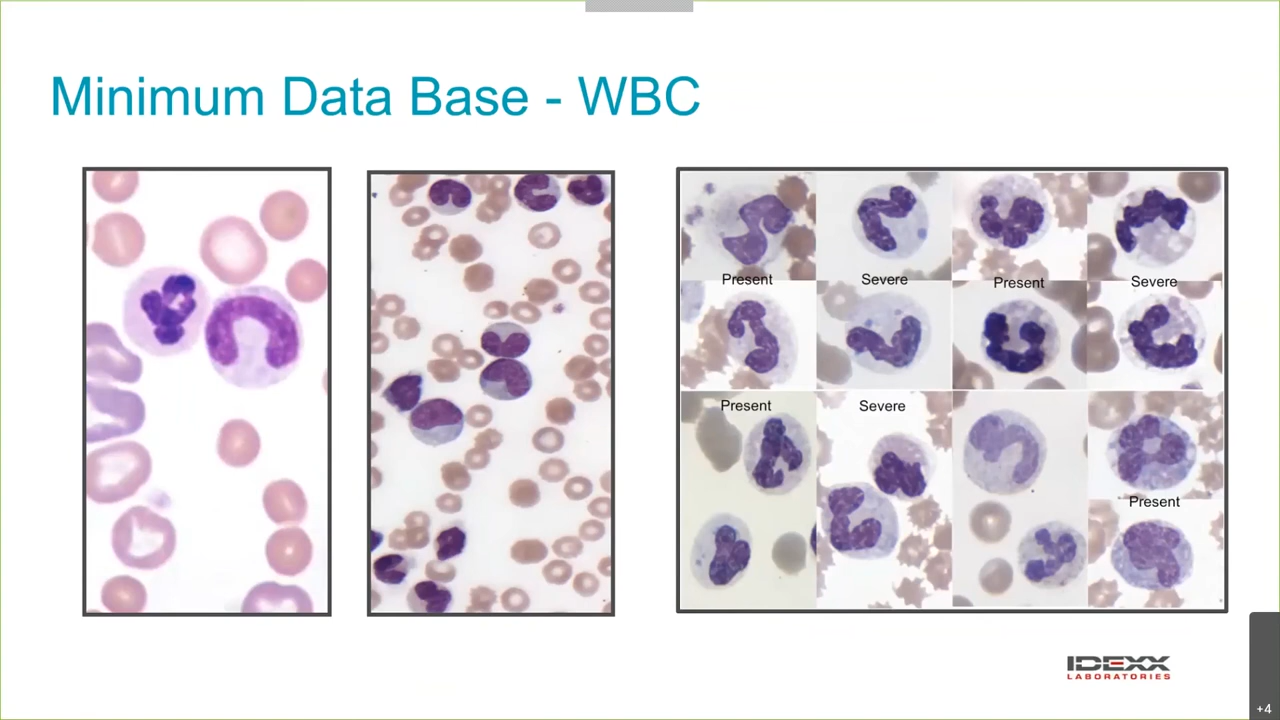 Minimum Data Base - WBC
Present
Severe
Present
Severe
Present
Severe
Present
IDEXX
LABORATORIES
+4